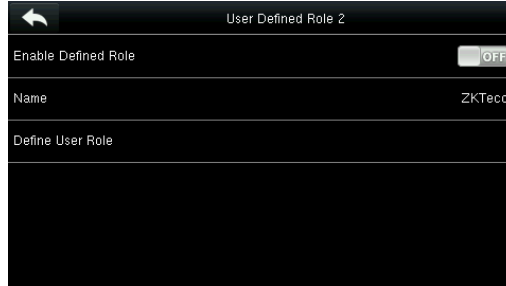 User Defined Role 2
Enable Defined Role OFF
Name ZKTeco
Define User Role